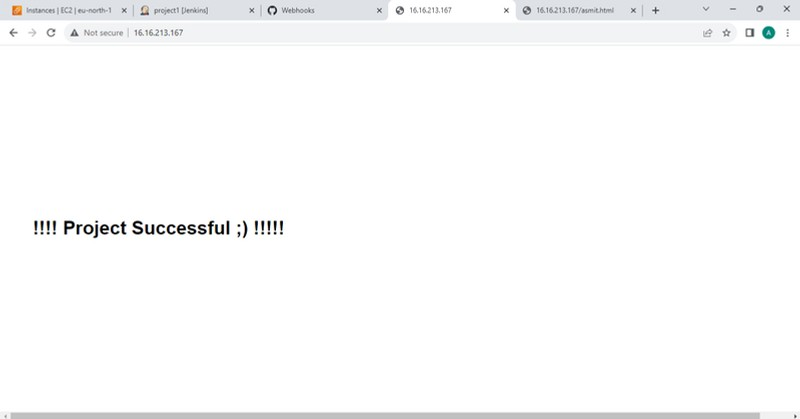 Instances | EC2 | eu-north-1
project1 [Jenkins]
Webhooks
16.16.213.167
16.16.213.167/asmit.html
Not secure
16.16.213.167
A
!!!! Project Successful ;) !!!!!